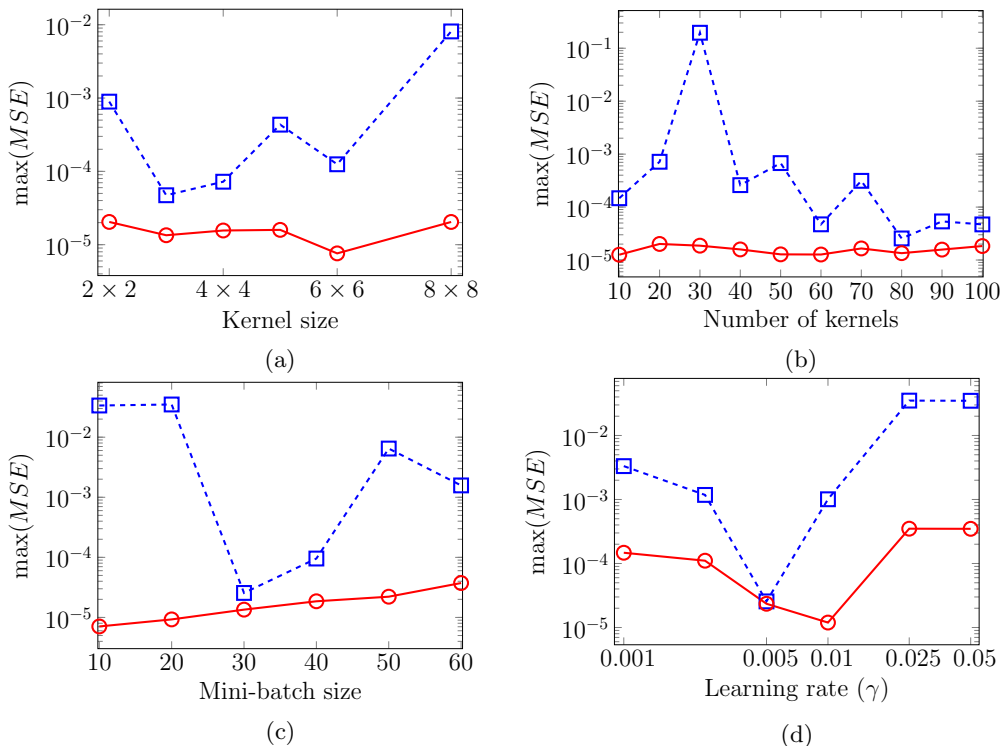 10^{-2}
10^{-3}
10^{-4}
10^{-5}
max(MSE)
2 × 2
4 × 4
6 × 6
8 × 8
Kernel size
(a)
10^{-1}
10^{-2}
10^{-3}
10^{-4}
10^{-5}
max(MSE)
10 20 30 40 50 60 70 80 90 100
Number of kernels
(b)
10^{-2}
10^{-3}
10^{-4}
10^{-5}
max(MSE)
10 20 30 40 50 60
Mini-batch size
(c)
10^{-2}
10^{-3}
10^{-4}
10^{-5}
max(MSE)
0.001 0.005 0.01 0.025 0.05
Learning rate (γ)
(d)